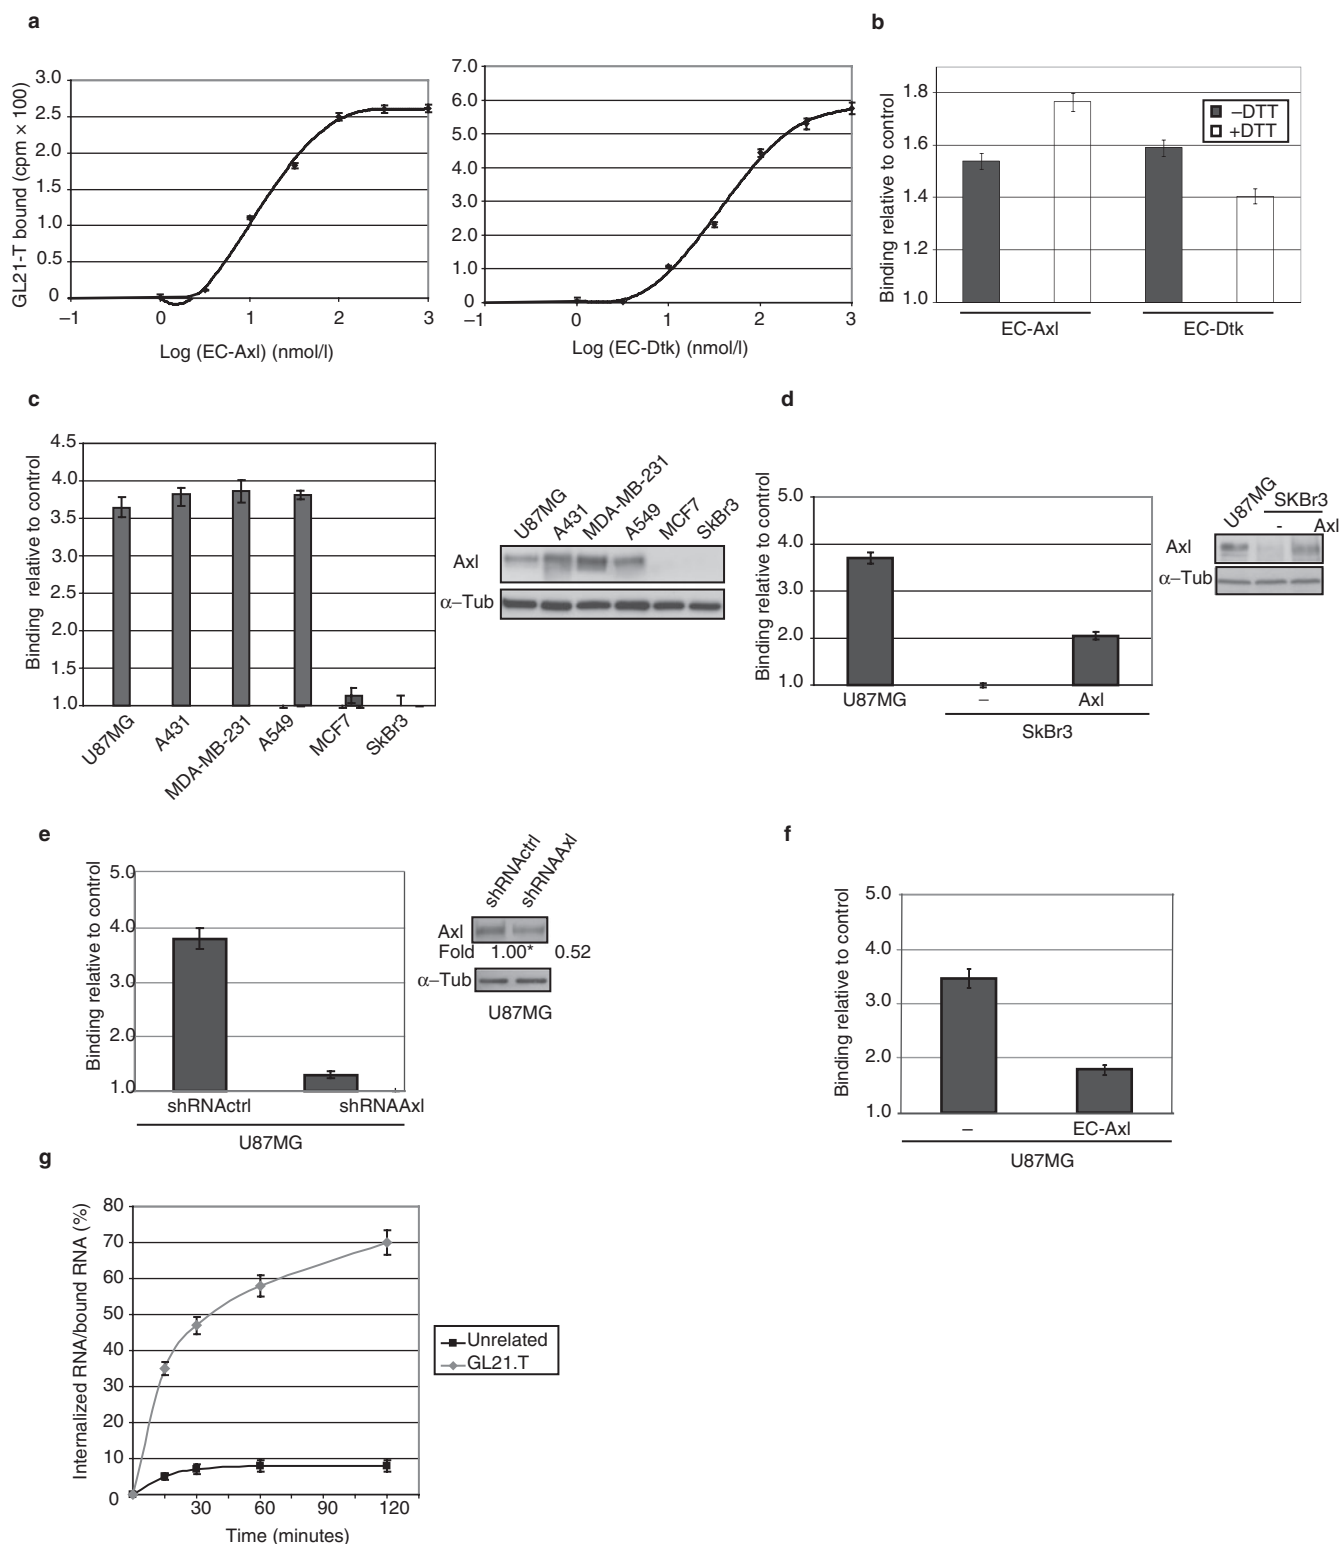 a
GL21-T bound (cpm × 100)
3.0
2.5
2.0
1.5
1.0
0.5
0
–1 0 1 2 3
Log (EC-Axl) (nmol/l)
7.0
6.0
5.0
4.0
3.0
2.0
1.0
0
–1 0 1 2 3
Log (EC-Dtk) (nmol/l)
b
Binding relative to control
1.8
1.6
1.4
1.2
1.0
–DTT
+DTT
EC-Axl EC-Dtk
c
Binding relative to control
4.5
4.0
3.5
3.0
2.5
2.0
1.5
1.0
U87MG A431 MDA-MB-231 A549 MCF7 SkBr3
U87MG A431 MDA-MB-231 A549 MCF7 SkBr3
Axl
α–Tub
d
Binding relative to control
5.0
4.0
3.0
2.0
1.0
U87MG – Axl
SkBr3
U87MG SKBr3
- Axl
Axl
α–Tub
e
Binding relative to control
5.0
4.0
3.0
2.0
1.0
shRNActrl shRNAAxl
U87MG
shRNActrl shRNAAxl
Axl
Fold 1.00* 0.52
α–Tub
U87MG
f
Binding relative to control
5.0
4.0
3.0
2.0
1.0
– EC-Axl
U87MG
g
Internalized RNA/bound RNA (%)
80
70
60
50
40
30
20
10
0
30 60 90 120
Time (minutes)
Unrelated
GL21.T